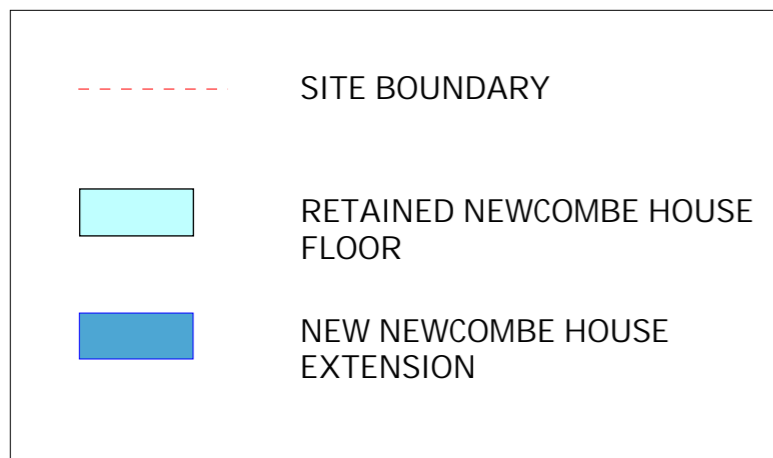 SITE BOUNDARY
RETAINED NEWCOMBE HOUSE
FLOOR
NEW NEWCOMBE HOUSE
EXTENSION